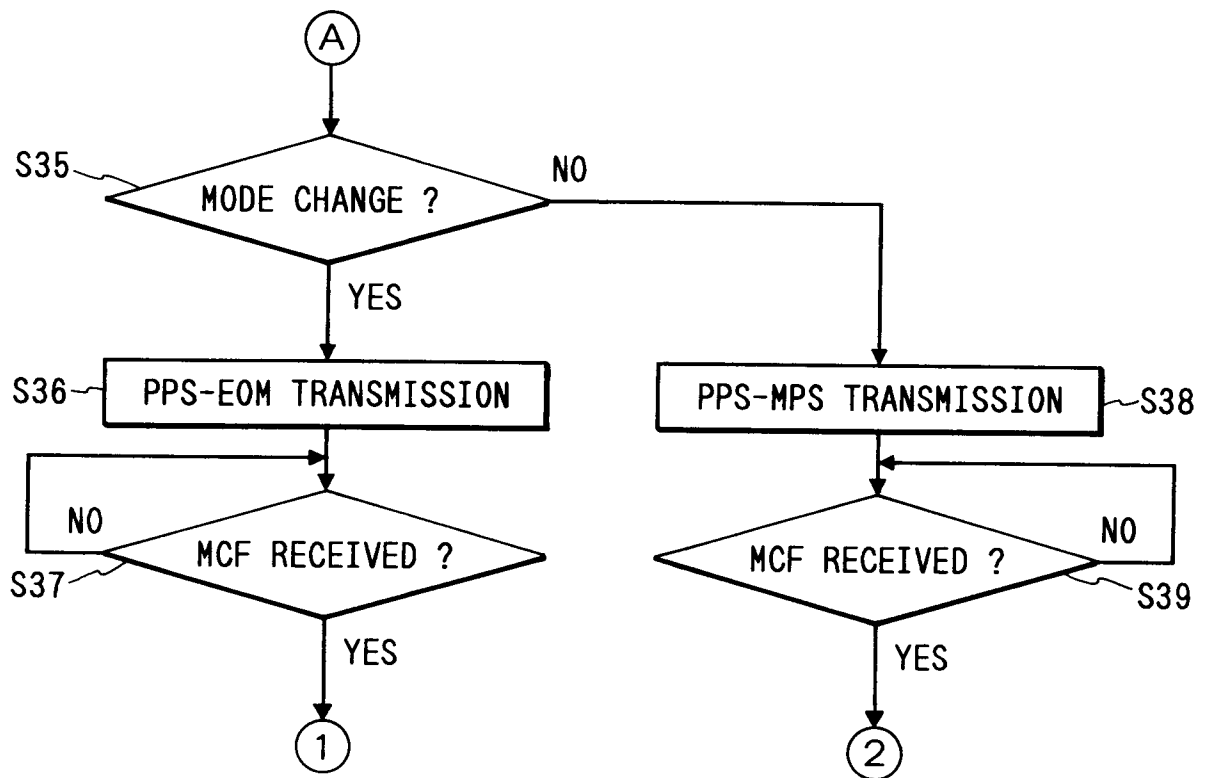 A
S35
MODE CHANGE ?
NO
YES
S36
PPS-EOM TRANSMISSION
PPS-MPS TRANSMISSION
S38
NO
MCF RECEIVED ?
S37
MCF RECEIVED ?
NO
S39
YES
YES
1
2